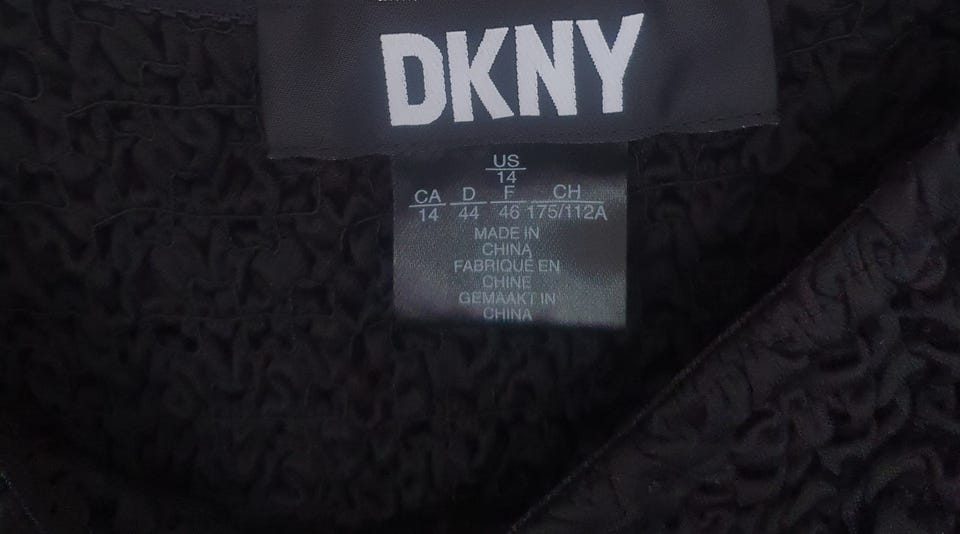 DKNY
US
14
CA D F CH
14 44 46 175/112A
MADE IN
CHINA
FABRIQUÉ EN
CHINE
GEMAAKT IN
CHINA